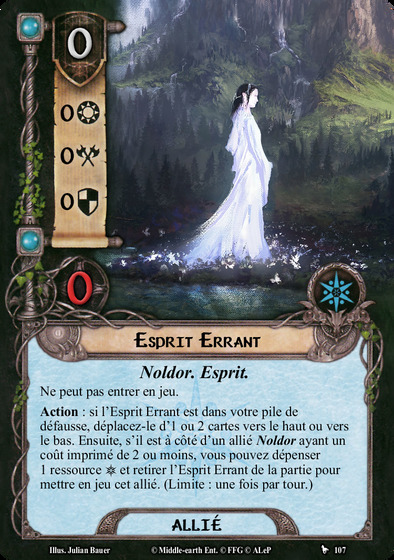 0
0
0
0
0
Esprit Errant
Noldor. Esprit.
Ne peut pas entrer en jeu.
Action : si l'Esprit Errant est dans votre pile de
défausse, déplacez-le d'1 ou 2 cartes vers le haut ou vers
le bas. Ensuite, s'il est à côté d'un allié Noldor ayant un
coût imprimé de 2 ou moins, vous pouvez dépenser
1 ressource et retirer l'Esprit Errant de la partie pour
mettre en jeu cet allié. (Limite : une fois par tour.)
ALLIÉ
Illus. Julian Bauer © Middle-earth Ent. © FFG © ALeP 107